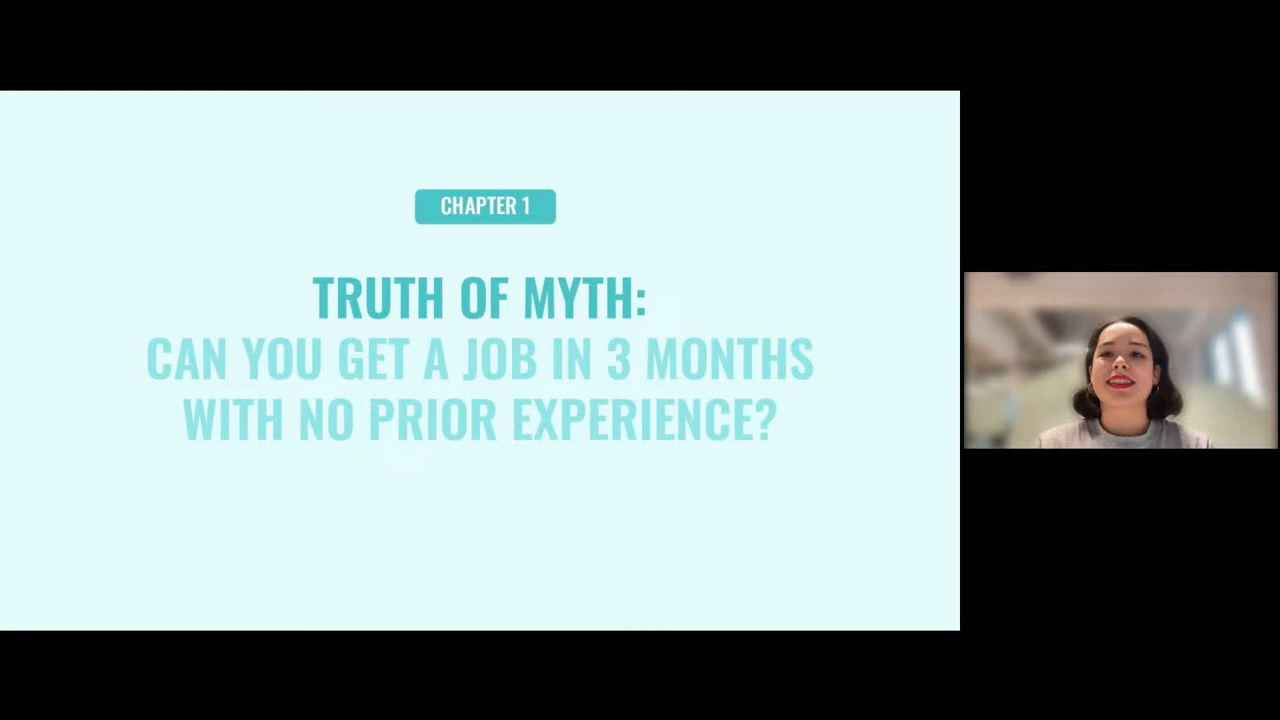 CHAPTER 1
TRUTH OF MYTH:
CAN YOU GET A JOB IN 3 MONTHS
WITH NO PRIOR EXPERIENCE?